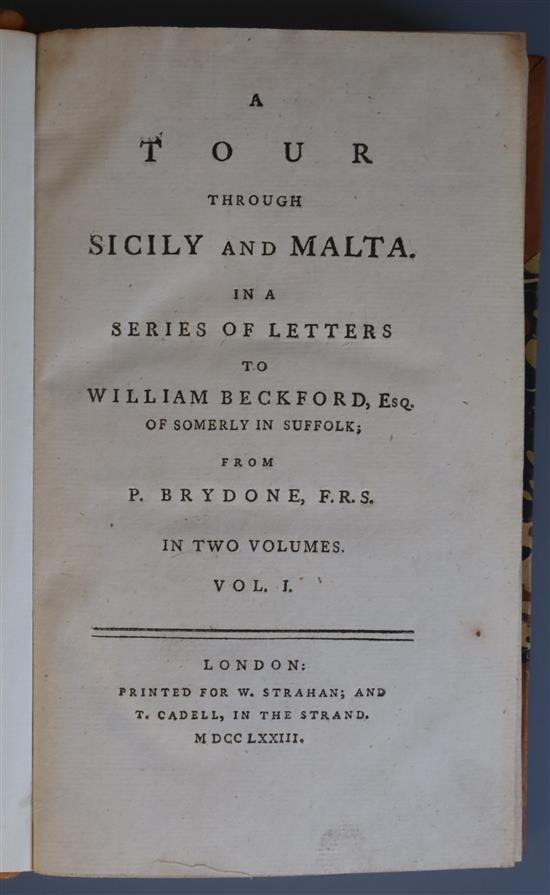 A
TOUR
THROUGH
SICILY AND MALTA.
IN A
SERIES OF LETTERS
TO
WILLIAM BECKFORD, ESQ.
OF SOMERLY IN SUFFOLK;
FROM
P. BRYDONE, F.R.S.
IN TWO VOLUMES.
VOL. I.
LONDON:
PRINTED FOR W. STRAHAN; AND
T. CADELL, IN THE STRAND.
MDCCLXXIII.